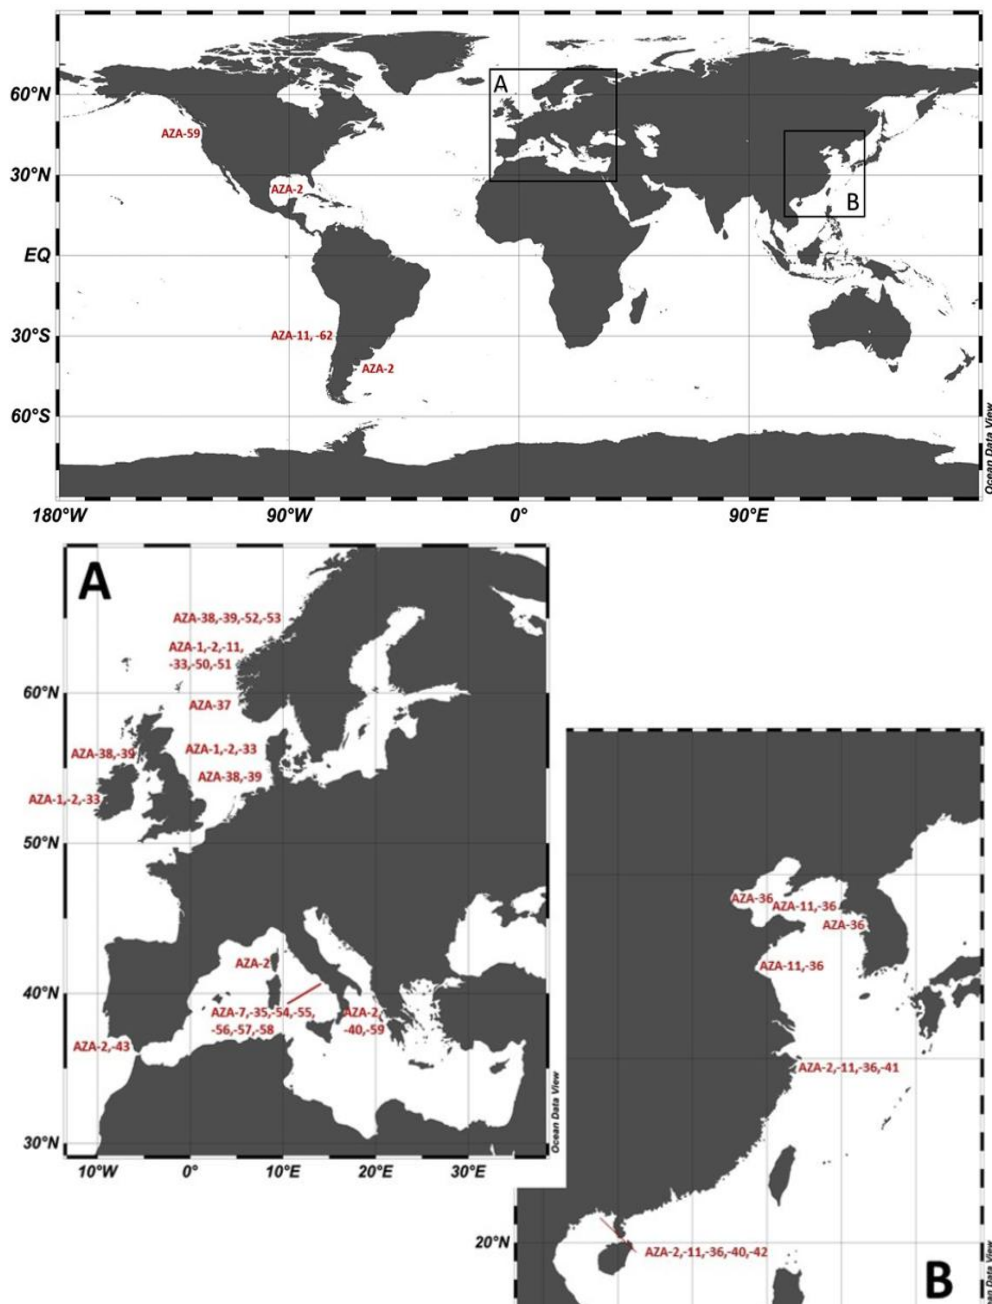 A
60°N
AZA-59
30°N
AZA-2
B
EQ
AZA-11, -62
30°S
AZA-2
60°S
Ocean Data View
180°W 90°W 0° 90°E
A
AZA-38,-39,-52,-53
AZA-1,-2,-11,
-33,-50,-51
60°N
AZA-37
AZA-1,-2,-33
AZA-38,-39
AZA-38,-39
AZA-1,-2,-33
50°N
AZA-2
40°N
AZA-7,-35,-54,-55,
-56,-57,-58
AZA-2,
-40,-59
AZA-2,-43
30°N
Ocean Data View
10°W 0° 10°E 20°E 30°E
AZA-36
AZA-11,-36
AZA-36
AZA-11,-36
AZA-2,-11,-36,-41
20°N
AZA-2,-11,-36,-40,-42
B
Data View